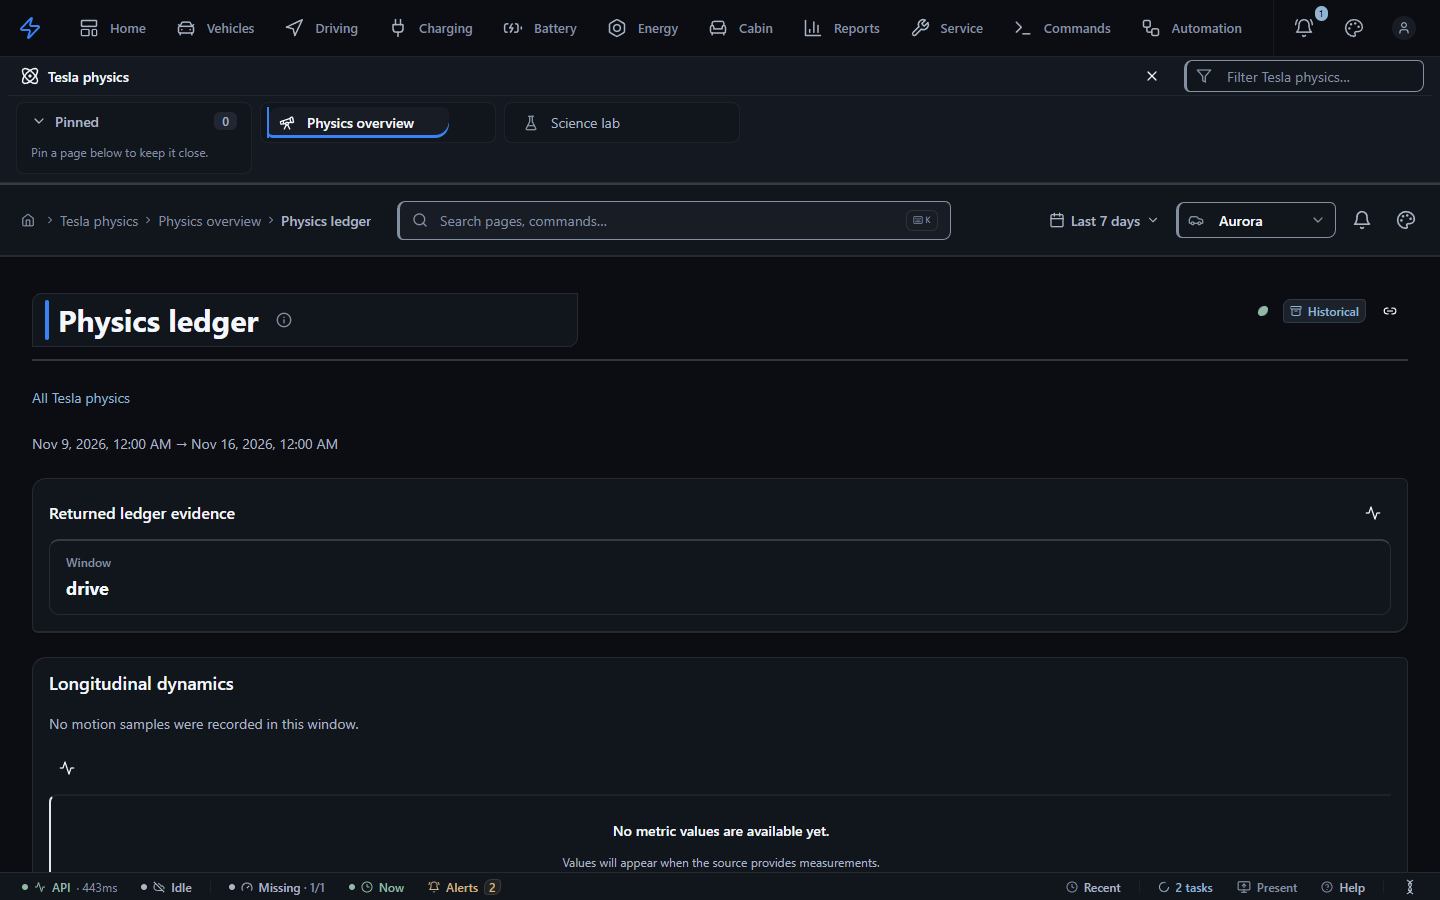 Home
Vehicles
Driving
Charging
Battery
Energy
Cabin
Reports
Service
Commands
Automation
1
Tesla physics
Filter Tesla physics...
Pinned
0
Pin a page below to keep it close.
Physics overview
Science lab
Tesla physics
Physics overview
Physics ledger
Search pages, commands...
K
Last 7 days
Aurora
Physics ledger
Historical
All Tesla physics
Nov 9, 2026, 12:00 AM → Nov 16, 2026, 12:00 AM
Returned ledger evidence
Window
drive
Longitudinal dynamics
No motion samples were recorded in this window.
No metric values are available yet.
Values will appear when the source provides measurements.
API · 443ms
Idle
Missing · 1/1
Now
Alerts 2
Recent
2 tasks
Present
Help